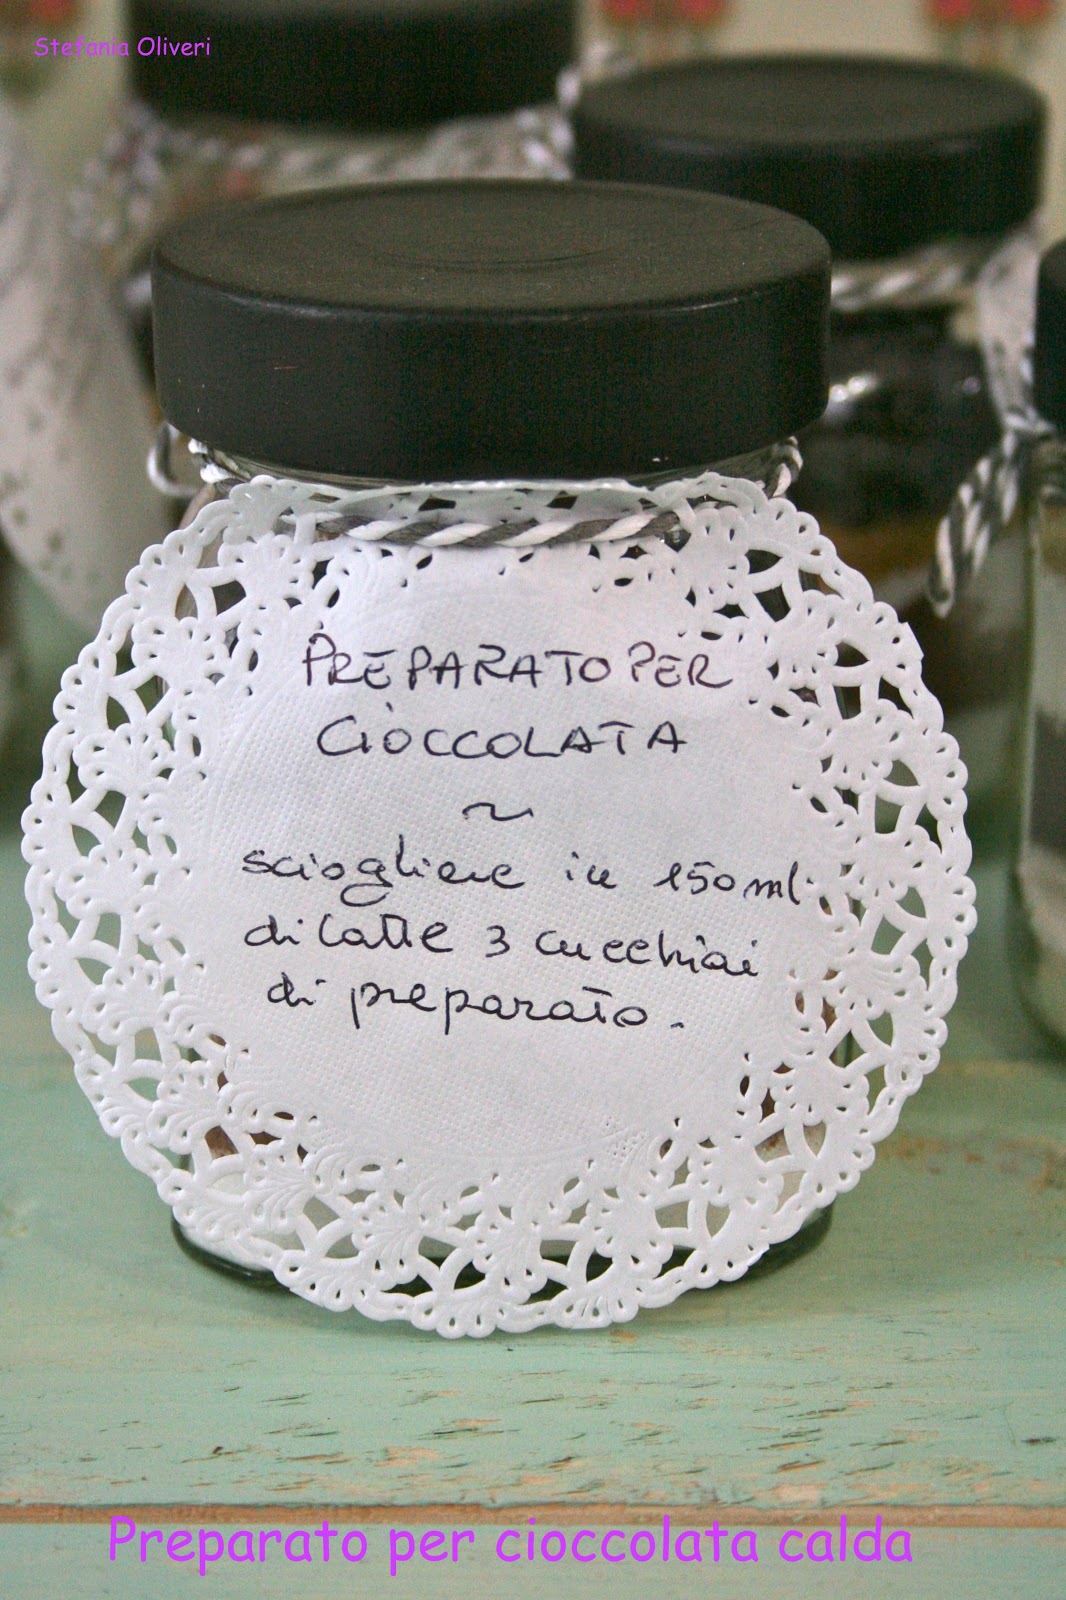 Stefania Oliveri
PREPARATO PER
CIOCCOLATA
~
sciogliere in 150 ml
di latte 3 cucchiai
di preparato.
Preparato per cioccolata calda